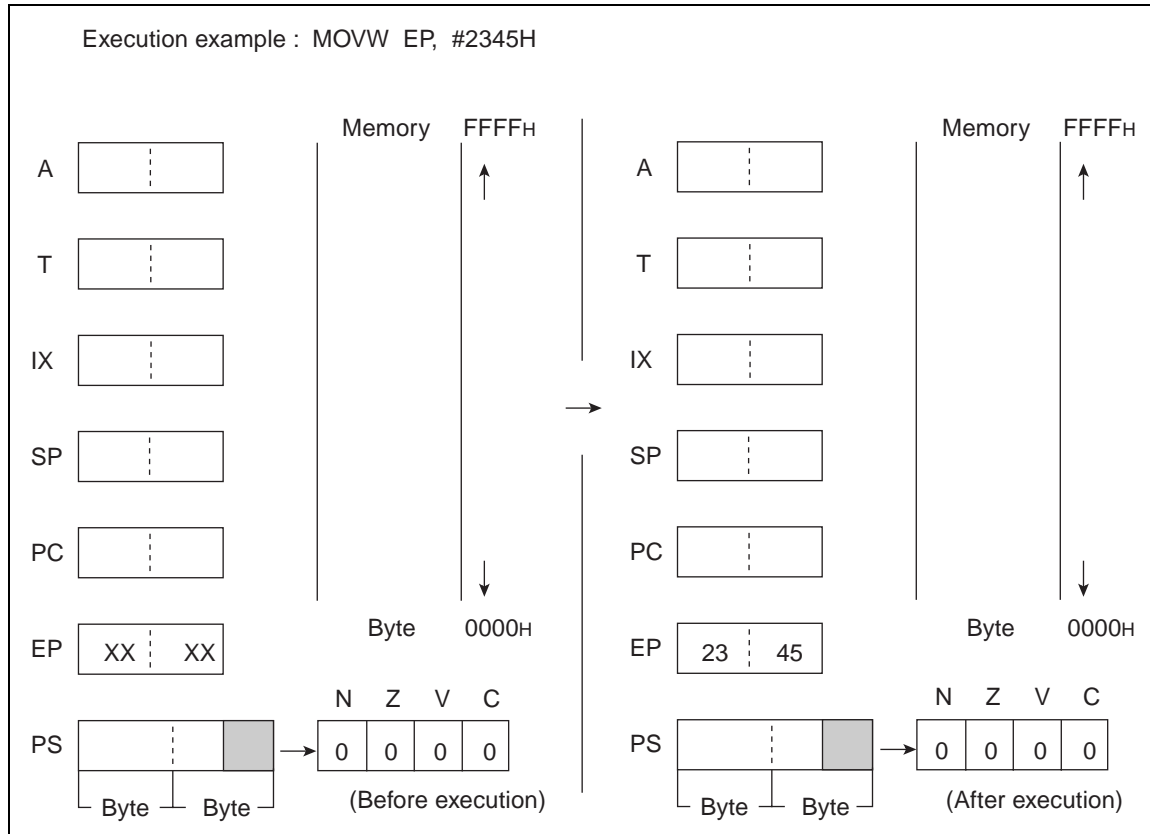 Execution example : MOVW EP, #2345H
Memory FFFFH
A
T
IX
SP
PC
Byte 0000H
EP XX XX
N Z V C
PS 0 0 0 0
Byte Byte (Before execution)
Memory FFFFH
A
T
IX
SP
PC
Byte 0000H
EP 23 45
N Z V C
PS 0 0 0 0
Byte Byte (After execution)